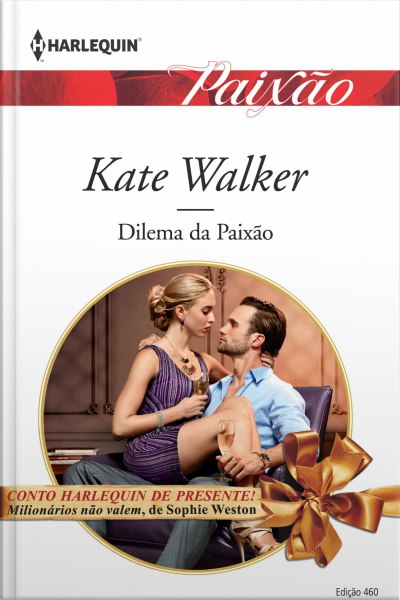 HARLEQUIN®
Paixão
Kate Walker
Dilema da Paixão
CONTO HARLEQUIN DE PRESENTE!
Milionários não valem, de Sophie Weston
Edição 460